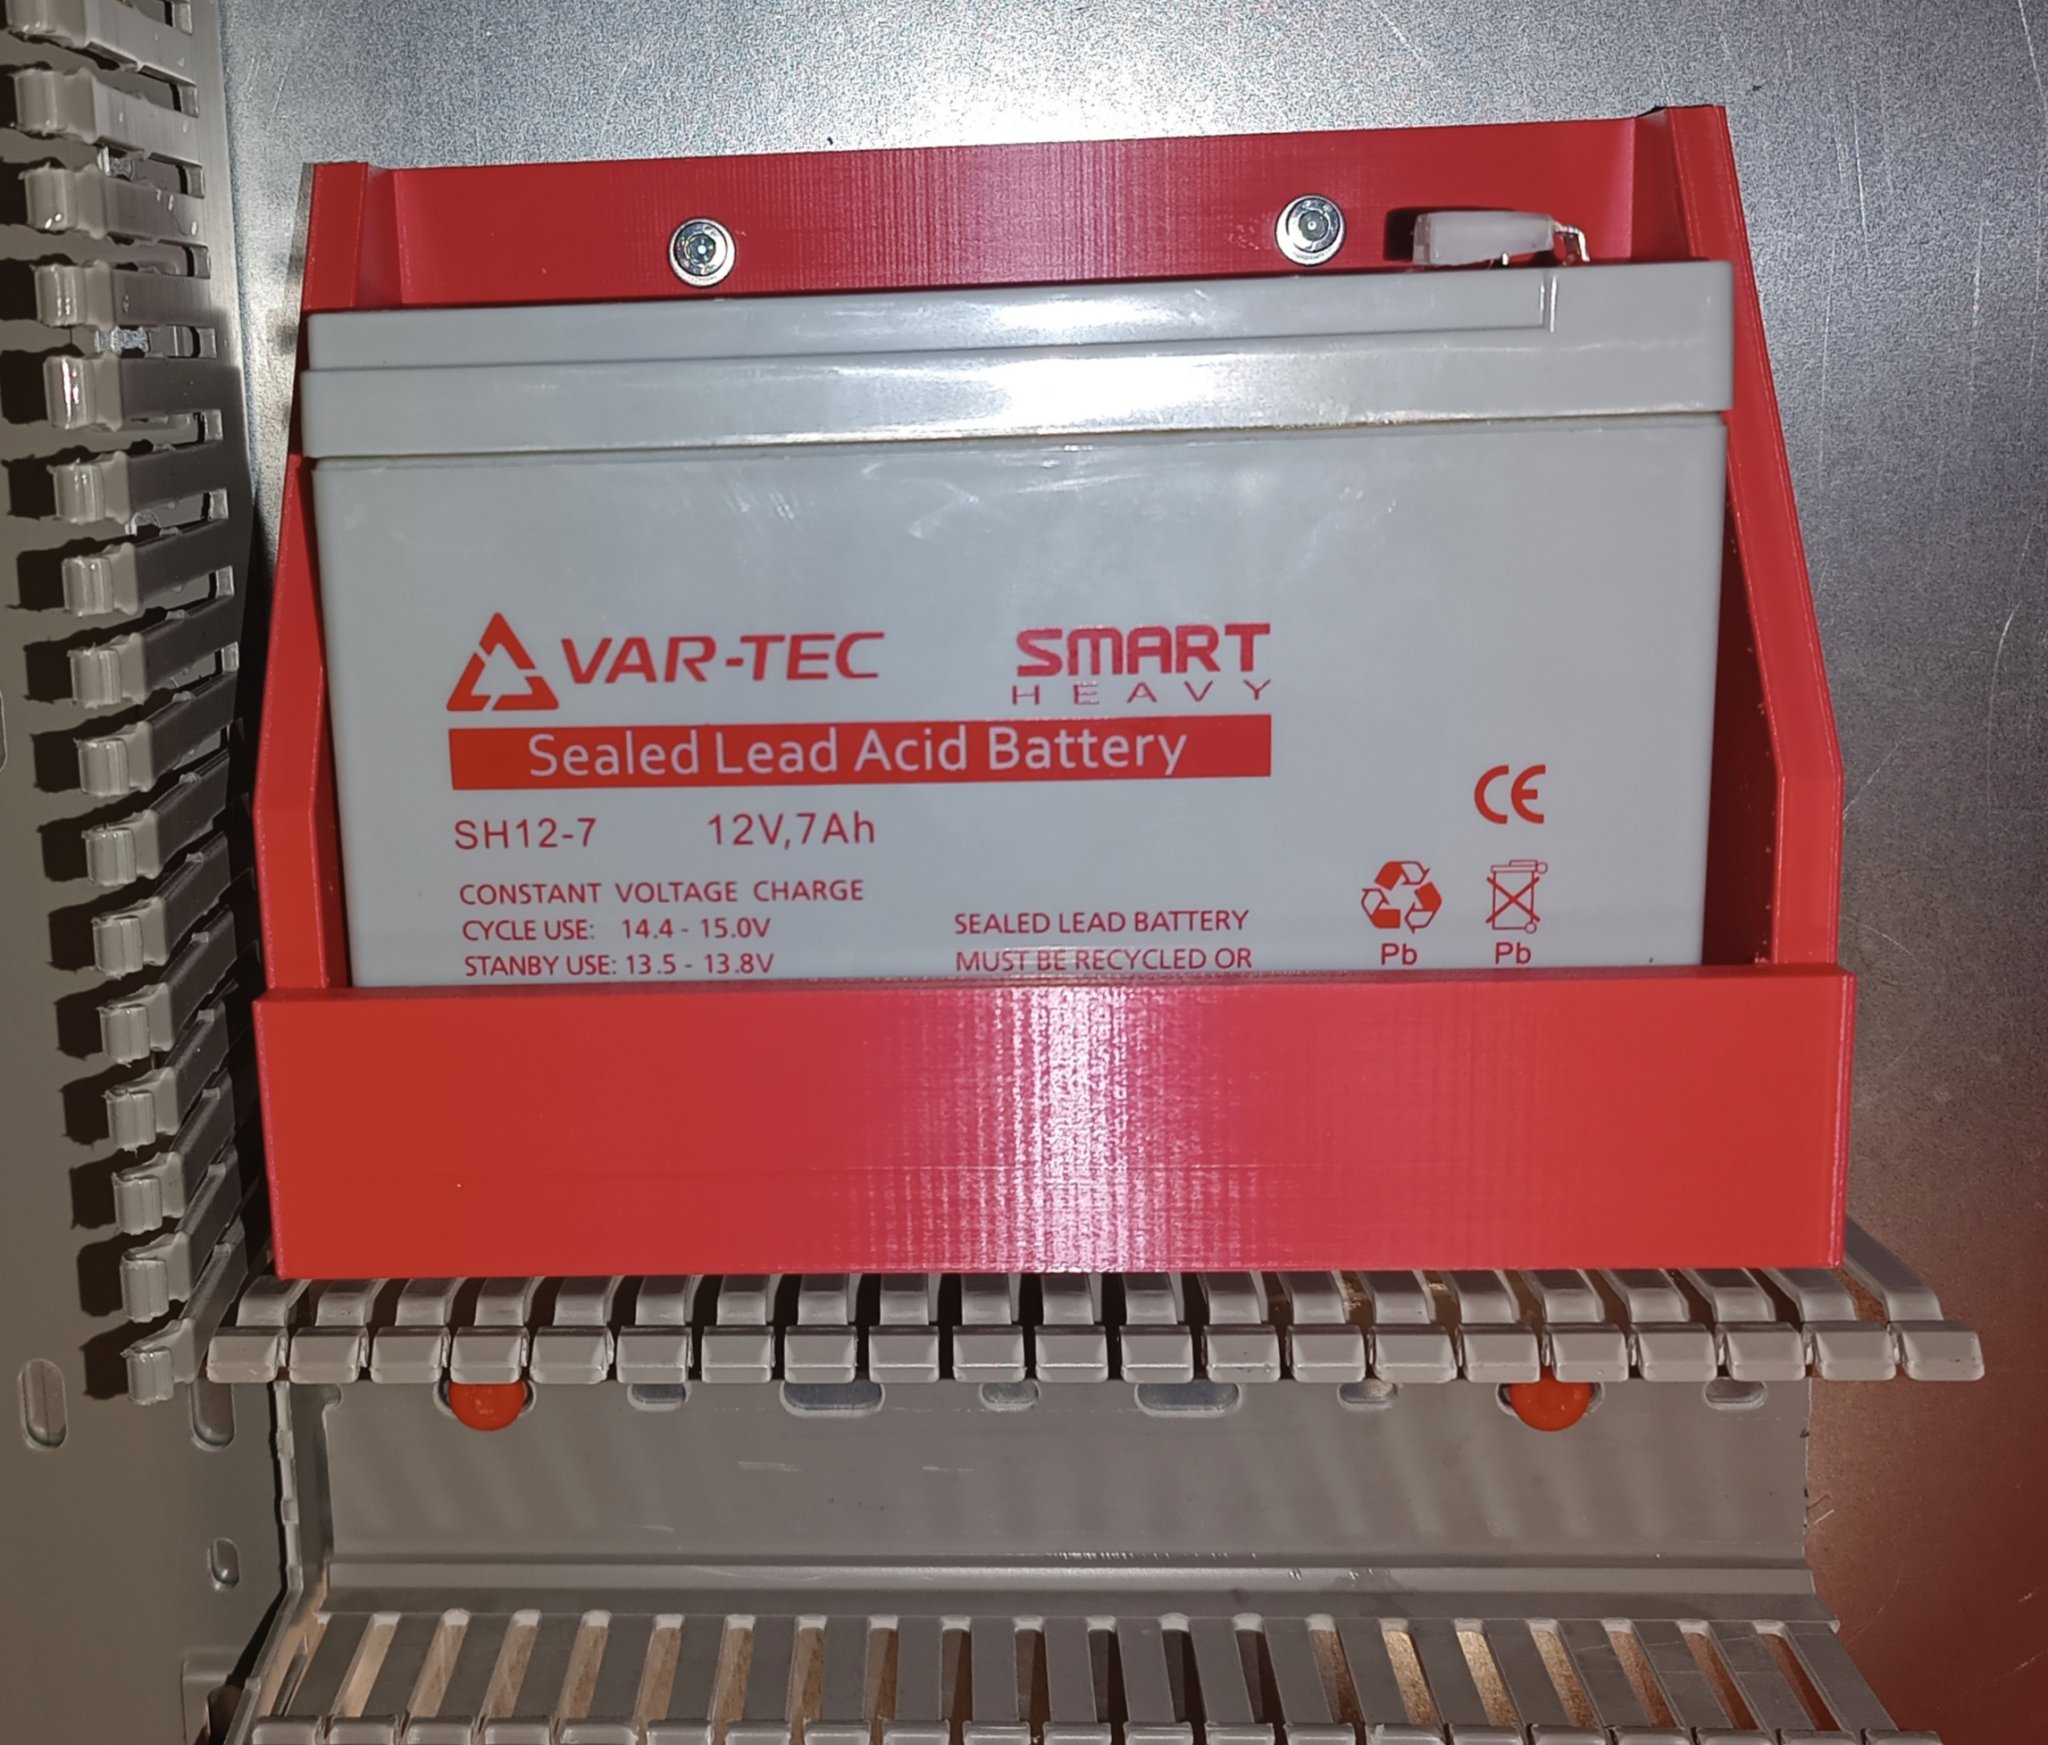 VAR-TEC
SMART
HEAVY
Sealed Lead Acid Battery
SH12-7 12V,7Ah
CONSTANT VOLTAGE CHARGE
CYCLE USE: 14.4 - 15.0V
STANBY USE: 13.5 - 13.8V
SEALED LEAD BATTERY
MUST BE RECYCLED OR
CE
Pb
Pb